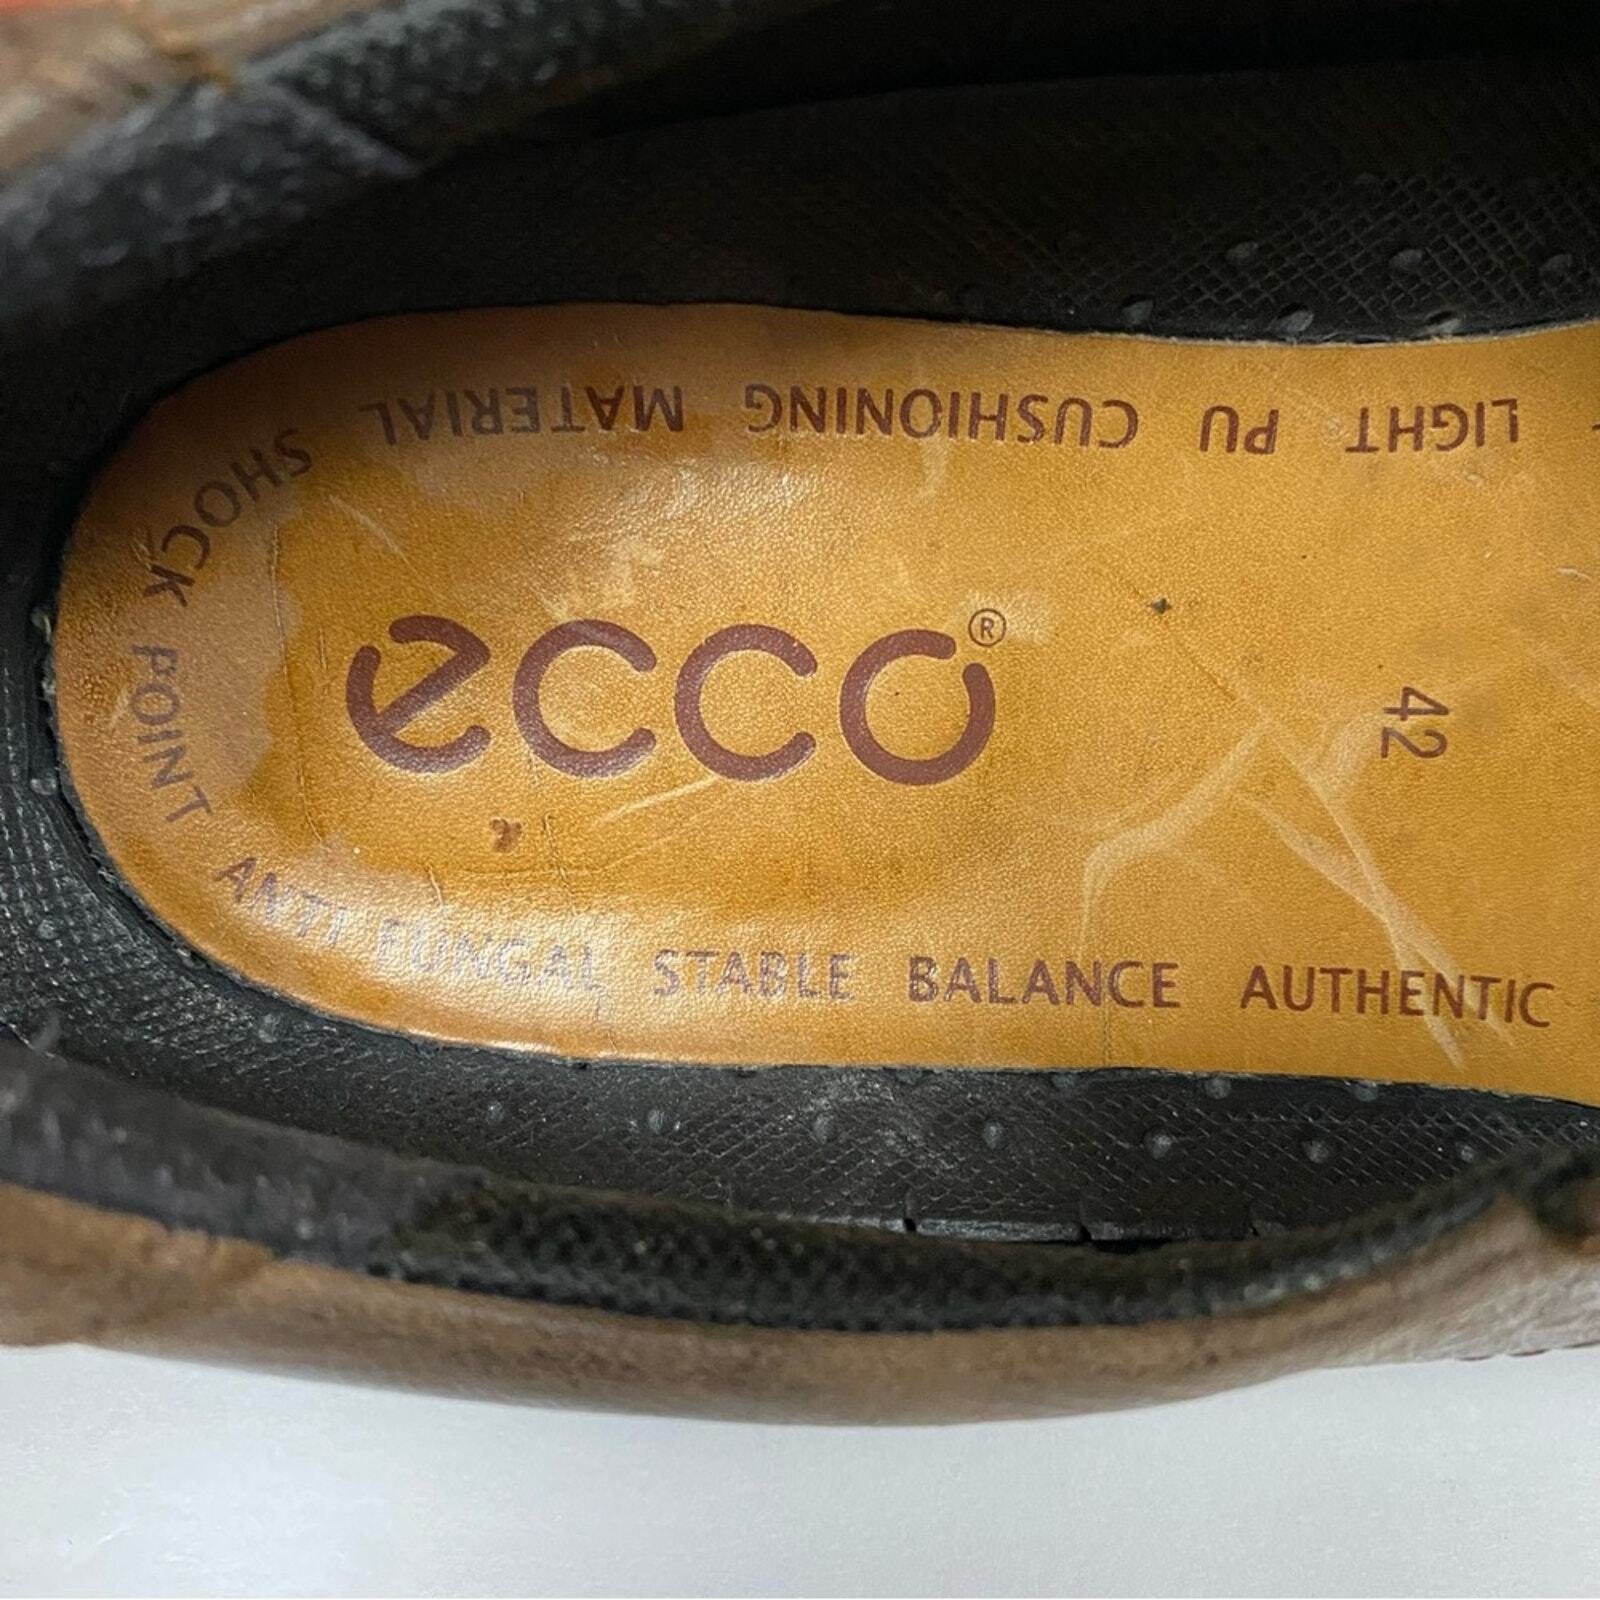 LIGHT PU CUSHIONING MATERIAL SHOCK POINT ANTI FUNGAL STABLE BALANCE AUTHENTIC
ecco®
42